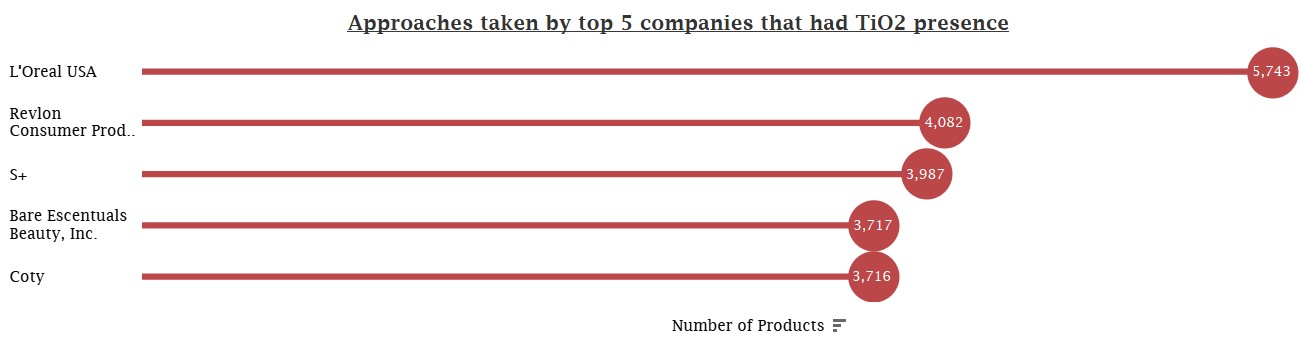 Approaches taken by top 5 companies that had TiO2 presence
L'Oreal USA
5,743
Revlon
Consumer Prod..
4,082
S+
3,987
Bare Escentuals
Beauty, Inc.
3,717
Coty
3,716
Number of Products